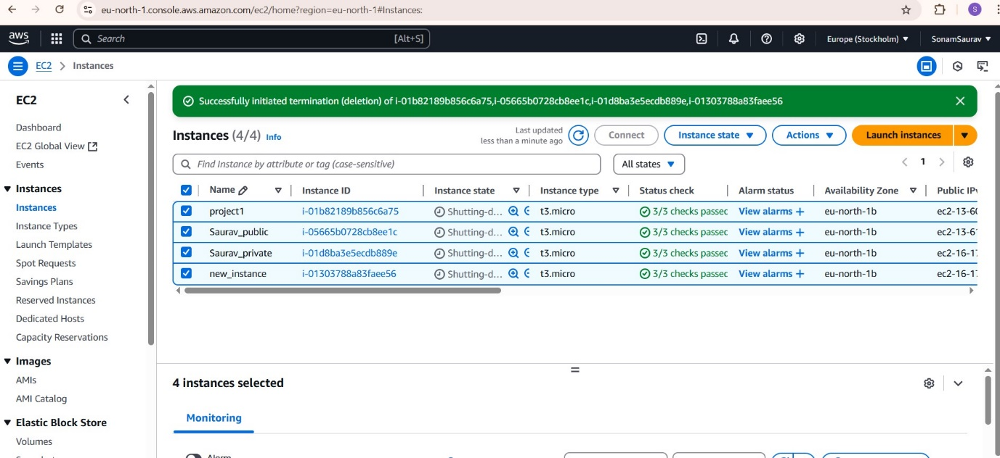 eu-north-1.console.aws.amazon.com/ec2/home?region=eu-north-1#Instances:
S
aws
Search [Alt+S] Europe (Stockholm) SonamSaurav
EC2 > Instances
EC2
Dashboard
EC2 Global View
Events
Instances
Instances
Instance Types
Launch Templates
Spot Requests
Savings Plans
Reserved Instances
Dedicated Hosts
Capacity Reservations
Images
AMIs
AMI Catalog
Elastic Block Store
Volumes
Successfully initiated termination (deletion) of i-01b82189b856c6a75,i-05665b0728cb8ee1c,i-01d8ba3e5ecdb889e,i-01303788a83faee56
Instances (4/4) Info
Last updated
less than a minute ago
Connect Instance state Actions Launch instances
Find Instance by attribute or tag (case-sensitive) All states 1
Name Instance ID Instance state Instance type Status check Alarm status Availability Zone Public IPv
project1 i-01b82189b856c6a75 Shutting-d... t3.micro 3/3 checks passec View alarms + eu-north-1b ec2-13-60
Saurav_public i-05665b0728cb8ee1c Shutting-d... t3.micro 3/3 checks passec View alarms + eu-north-1b ec2-13-61
Saurav_private i-01d8ba3e5ecdb889e Shutting-d... t3.micro 3/3 checks passec View alarms + eu-north-1b ec2-16-17
new_instance i-01303788a83faee56 Shutting-d... t3.micro 3/3 checks passec View alarms + eu-north-1b ec2-16-17
4 instances selected
Monitoring
Alarm